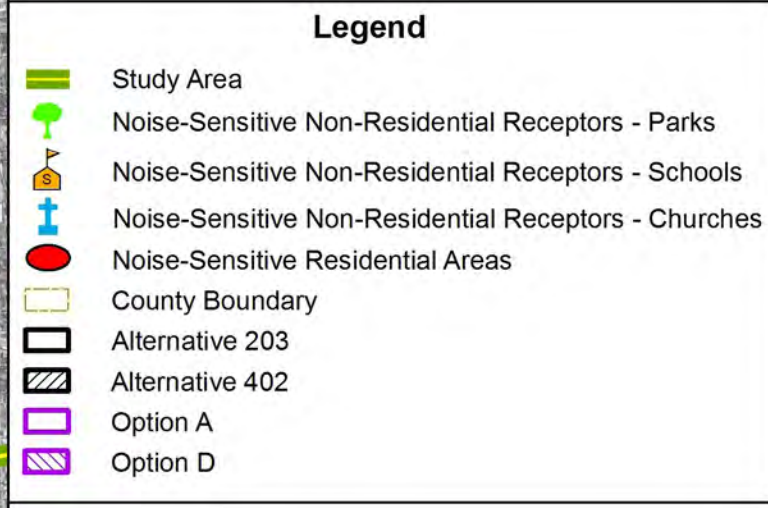 Legend
Study Area
Noise-Sensitive Non-Residential Receptors - Parks
S
Noise-Sensitive Non-Residential Receptors - Schools
Noise-Sensitive Non-Residential Receptors - Churches
Noise-Sensitive Residential Areas
County Boundary
Alternative 203
Alternative 402
Option A
Option D